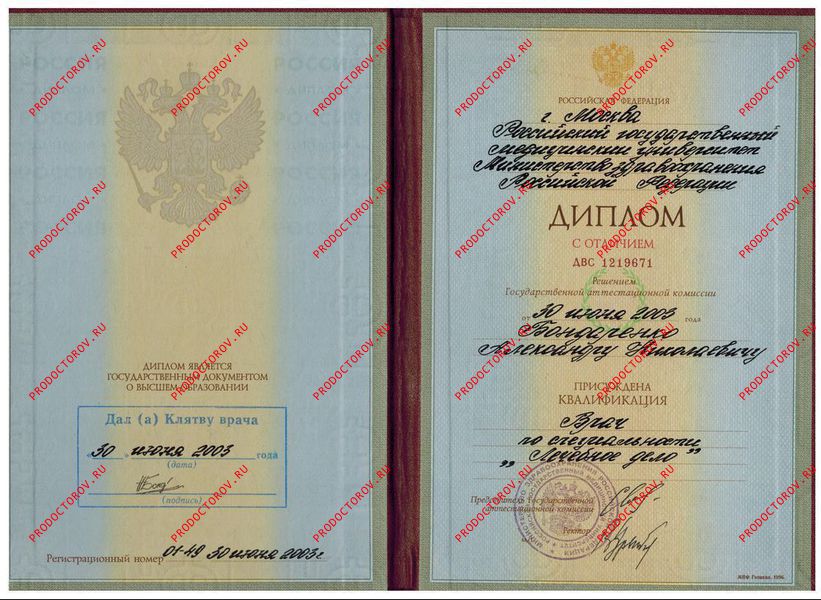 ДИПЛОМ ЯВЛЯЕТСЯ
ГОСУДАРСТВЕННЫМ ДОКУМЕНТОМ
О ВЫСШЕМ ОБРАЗОВАНИИ
Дал (а) Клятву врача
" 30 " июня 2003 года
(дата)
(подпись)
Регистрационный номер 01-49 30 июня 2003г
РОССИЙСКАЯ ФЕДЕРАЦИЯ
г. Москва
Российский государственный
медицинский университет
Министерства здравоохранения
Российской Федерации
ДИПЛОМ
С ОТЛИЧИЕМ
ДВС 1219671
Решением
Государственной аттестационной комиссии
от 30 июня 2003 года
Бондаренко
Александру Николаевичу
ПРИСУЖДЕНА
КВАЛИФИКАЦИЯ
Врач
по специальности
„ Лечебное дело "
Председатель Государственной
аттестационной комиссии
Ректор
PRODOCTOROV.RU